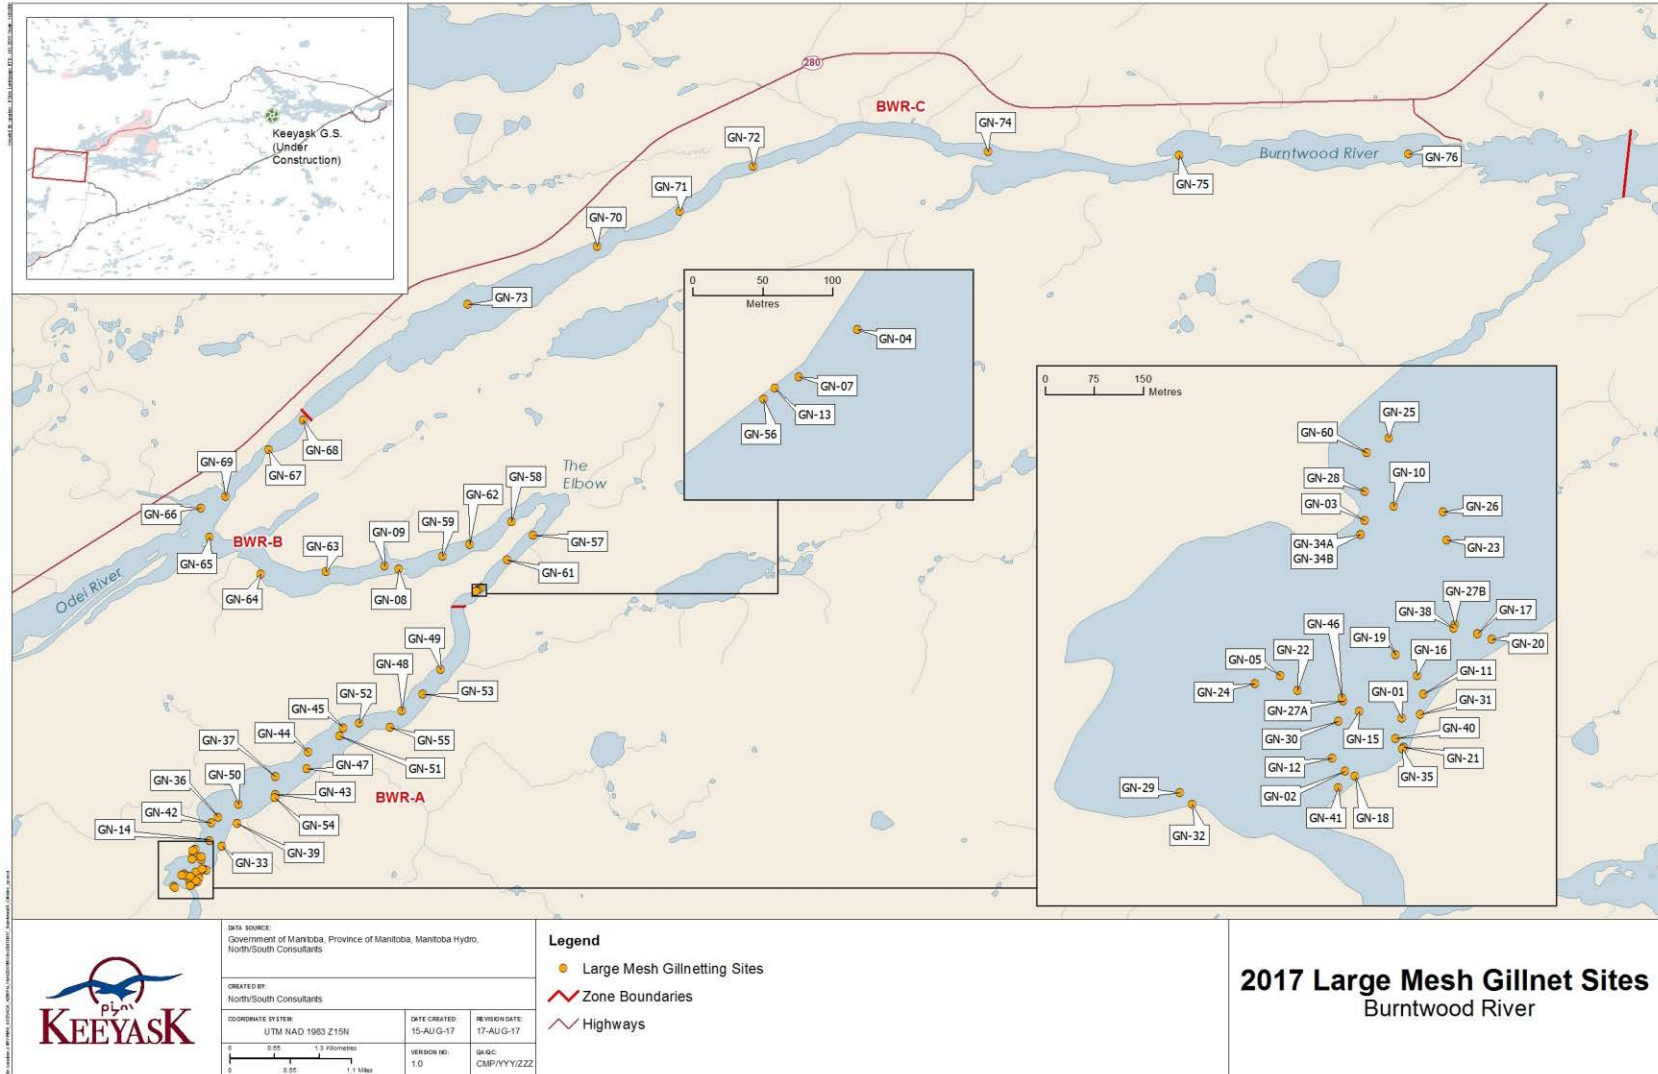 Keeyask G.S.
(Under
Construction)
280
BWR-C
GN-74
GN-72
Burntwood River
GN-76
GN-75
GN-71
GN-70
GN-73
0 50 100
Metres
GN-04
GN-07
GN-13
GN-56
0 75 150
Metres
GN-25
GN-60
GN-10
GN-28
GN-03
GN-26
GN-34A
GN-34B
GN-23
GN-27B
GN-38
GN-17
GN-46
GN-19
GN-20
GN-22
GN-16
GN-05
GN-11
GN-24
GN-01
GN-31
GN-27A
GN-30
GN-15
GN-40
GN-21
GN-12
GN-35
GN-29
GN-02
GN-32
GN-41
GN-18
GN-68
GN-67
GN-69
The
Elbow
GN-58
GN-62
GN-66
GN-59
GN-09
BWR-B
GN-63
GN-57
GN-65
GN-61
Odei River
GN-64
GN-08
GN-49
GN-48
GN-52
GN-53
GN-45
GN-44
GN-55
GN-37
GN-51
GN-47
GN-50
GN-36
GN-43
BWR-A
GN-42
GN-54
GN-14
GN-39
GN-33
KEEYASK
DATA SOURCE:
Government of Manitoba, Province of Manitoba, Manitoba Hydro,
North/South Consultants
CREATED BY:
North/South Consultants
COORDINATE SYSTEM:
UTM NAD 1983 Z15N
DATE CREATED:
15-AUG-17
REVISION DATE:
17-AUG-17
0 0.65 1.3 Kilometres
0 0.55 1.1 Miles
VERSION NO:
1.0
QA/QC:
CMP/YYY/ZZZ
Legend
Large Mesh Gillnetting Sites
Zone Boundaries
Highways
2017 Large Mesh Gillnet Sites
Burntwood River